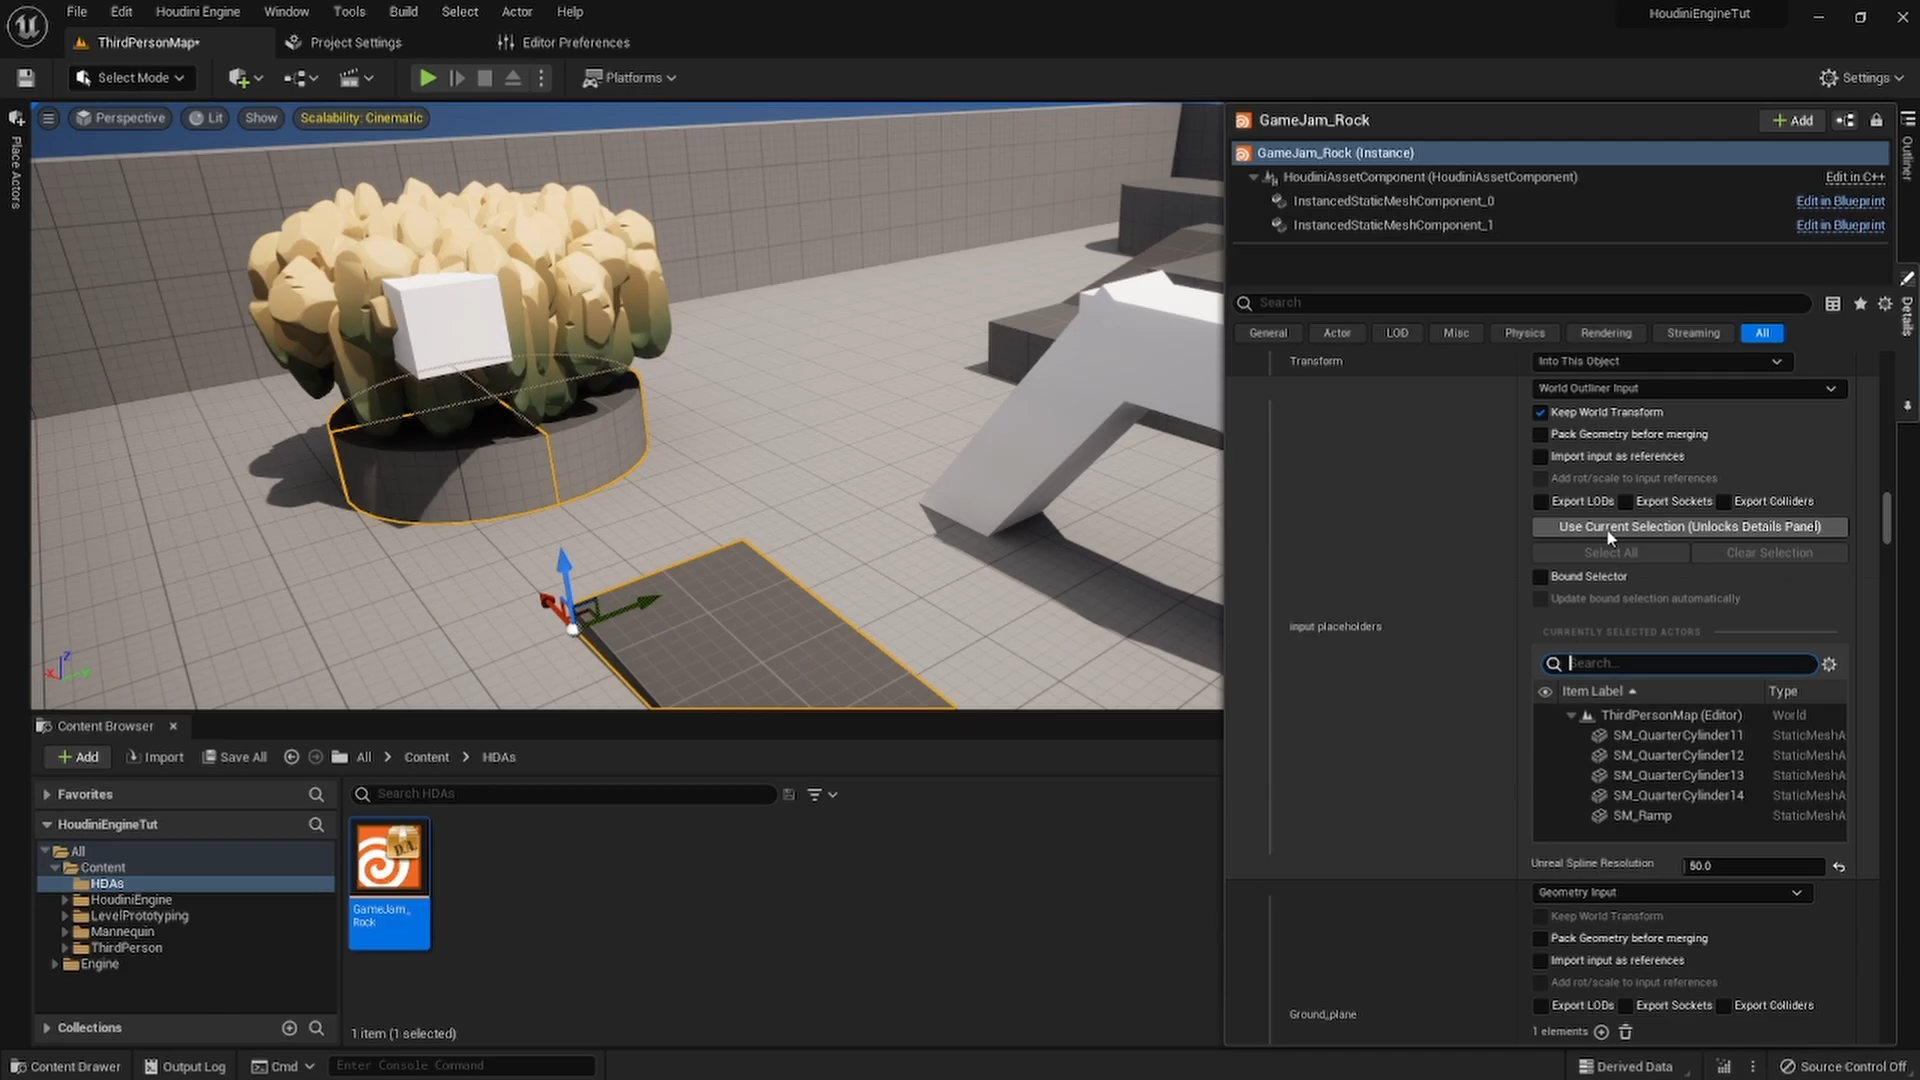 File Edit Houdini Engine Window Tools Build Select Actor Help
HoudiniEngineTut
ThirdPersonMap*
Project Settings
Editor Preferences
Select Mode
Platforms
Settings
Place Actors
Perspective
Lit
Show
Scalability: Cinematic
GameJam_Rock
Add
Outliner
GameJam_Rock (Instance)
HoudiniAssetComponent (HoudiniAssetComponent)
Edit in C++
InstancedStaticMeshComponent_0
Edit in Blueprint
InstancedStaticMeshComponent_1
Edit in Blueprint
Search
Details
General Actor LOD Misc Physics Rendering Streaming All
Transform
Into This Object
World Outliner Input
Keep World Transform
Pack Geometry before merging
Import input as references
Add rot/scale to input references
Export LODs Export Sockets Export Colliders
Use Current Selection (Unlocks Details Panel)
Select All Clear Selection
Bound Selector
Update bound selection automatically
input placeholders
CURRENTLY SELECTED ACTORS
Search...
Item Label Type
ThirdPersonMap (Editor) World
SM_QuarterCylinder11 StaticMeshA
SM_QuarterCylinder12 StaticMeshA
SM_QuarterCylinder13 StaticMeshA
SM_QuarterCylinder14 StaticMeshA
SM_Ramp StaticMeshA
Unreal Spline Resolution 50.0
Geometry Input
Keep World Transform
Pack Geometry before merging
Import input as references
Add rot/scale to input references
Export LODs Export Sockets Export Colliders
Ground_plane
1 elements
Z
X
Y
Content Browser
Add Import Save All All Content HDAs
Favorites
Search HDAs
HoudiniEngineTut
All
Content
HDAs
HoudiniEngine
LevelPrototyping
Mannequin
ThirdPerson
Engine
D.A.
GameJam_
Rock
Collections
1 item (1 selected)
Content Drawer Output Log Cmd Enter Console Command
Derived Data
Source Control Off